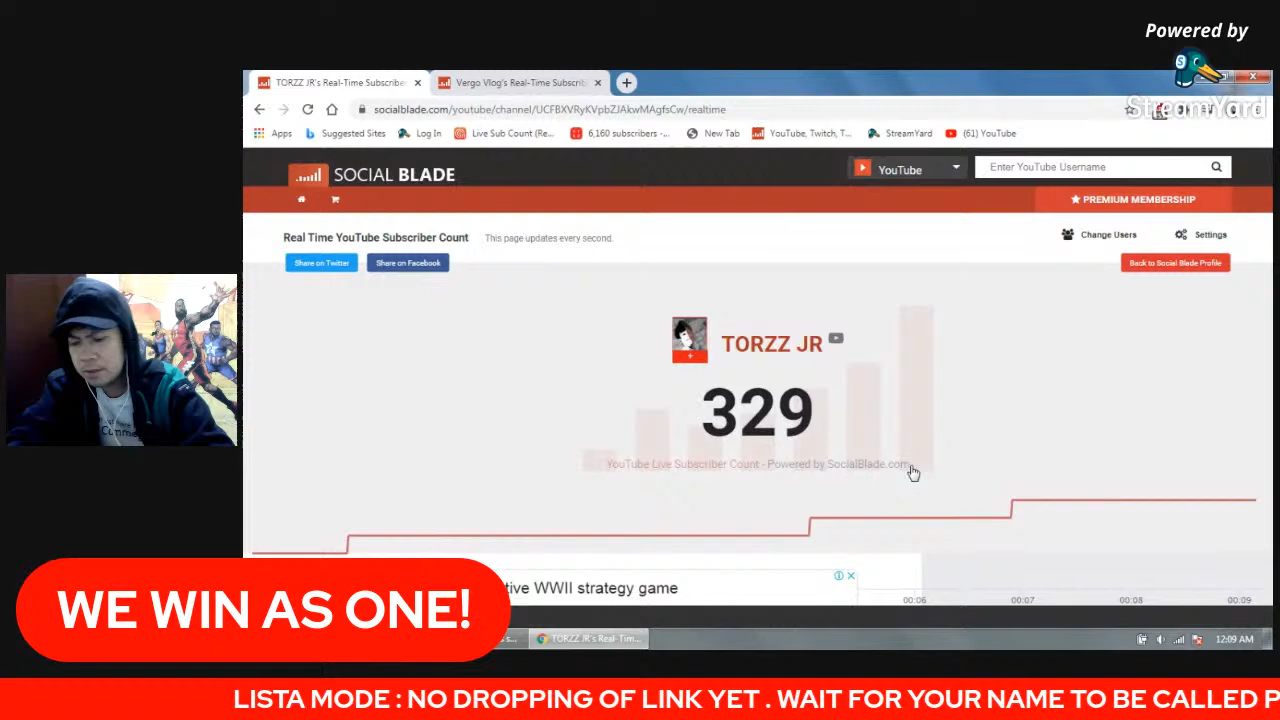 Powered by
StreamYard
TORZZ JR's Real-Time Subscribe
Vergo Vlog's Real-Time Subscrib
socialblade.com/youtube/channel/UCFBXVRyKVpbZJAkwMAgfsCw/realtime
Apps
Suggested Sites
Log In
Live Sub Count (Re...
6,160 subscribers -...
New Tab
YouTube, Twitch, T...
StreamYard
(61) YouTube
SOCIAL BLADE
YouTube
Enter YouTube Username
PREMIUM MEMBERSHIP
Real Time YouTube Subscriber Count
This page updates every second.
Change Users
Settings
Share on Twitter
Share on Facebook
Back to Social Blade Profile
TORZZ JR
329
YouTube Live Subscriber Count - Powered by SocialBlade.com
tive WWII strategy game
00:06 00:07 00:08 00:09
WE WIN AS ONE!
TORZZ JR's Real-Tim...
12:09 AM
LISTA MODE : NO DROPPING OF LINK YET . WAIT FOR YOUR NAME TO BE CALLED P